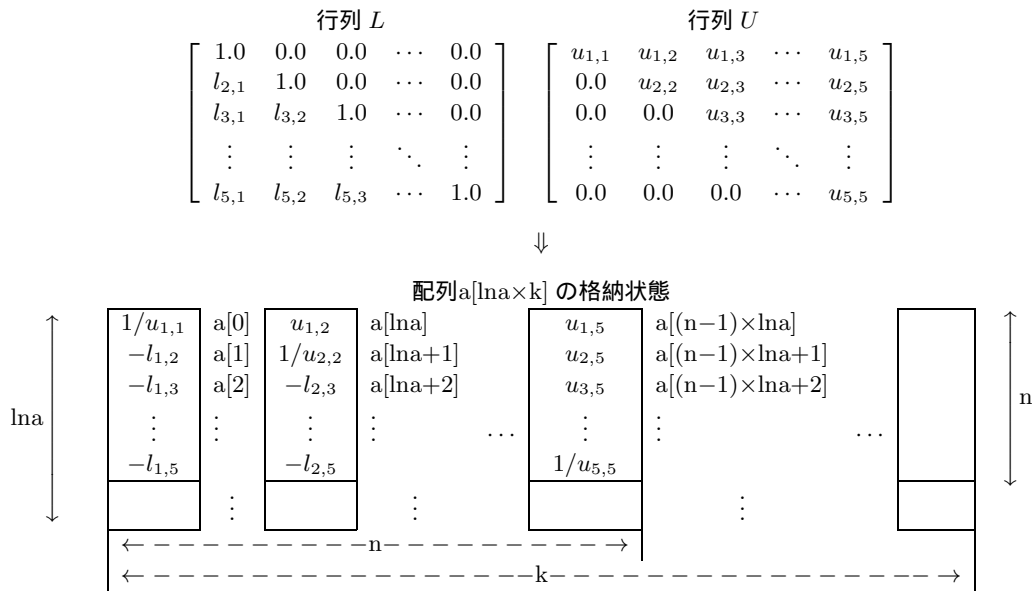 行列 L 行列 U
1.0 0.0 0.0 ⋯ 0.0 u1,1 u1,2 u1,3 ⋯ u1,5
l2,1 1.0 0.0 ⋯ 0.0 0.0 u2,2 u2,3 ⋯ u2,5
l3,1 l3,2 1.0 ⋯ 0.0 0.0 0.0 u3,3 ⋯ u3,5
⋮ ⋮ ⋮ ⋱ ⋮ ⋮ ⋮ ⋮ ⋱ ⋮
l5,1 l5,2 l5,3 ⋯ 1.0 0.0 0.0 0.0 ⋯ u5,5
⇓
配列a[lna×k] の格納状態
1/u1,1 a[0] u1,2 a[lna] u1,5 a[(n−1)×lna]
−l1,2 a[1] 1/u2,2 a[lna+1] u2,5 a[(n−1)×lna+1]
−l1,3 a[2] −l2,3 a[lna+2] u3,5 a[(n−1)×lna+2] n
lna ⋮ ⋮ ⋮ ⋮ ⋯ ⋮ ⋮ ⋯
−l1,5 −l2,5 1/u5,5
⋮ ⋮ ⋮
n
k